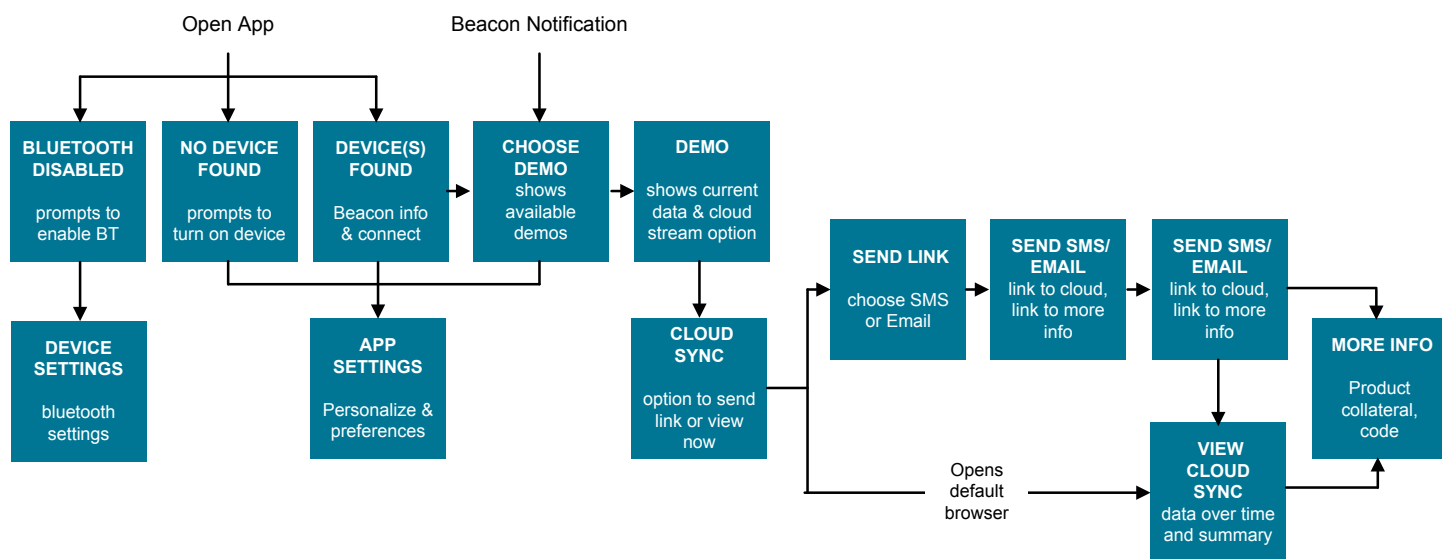 Open App
Beacon Notification
BLUETOOTH
DISABLED
prompts to
enable BT
NO DEVICE
FOUND
prompts to
turn on device
DEVICE(S)
FOUND
Beacon info
& connect
CHOOSE
DEMO
shows
available
demos
DEMO
shows current
data & cloud
stream option
DEVICE
SETTINGS
bluetooth
settings
APP
SETTINGS
Personalize &
preferences
CLOUD
SYNC
option to send
link or view
now
SEND LINK
choose SMS
or Email
SEND SMS/
EMAIL
link to cloud,
link to more
info
SEND SMS/
EMAIL
link to cloud,
link to more
info
MORE INFO
Product
collateral,
code
Opens
default
browser
VIEW
CLOUD
SYNC
data over time
and summary